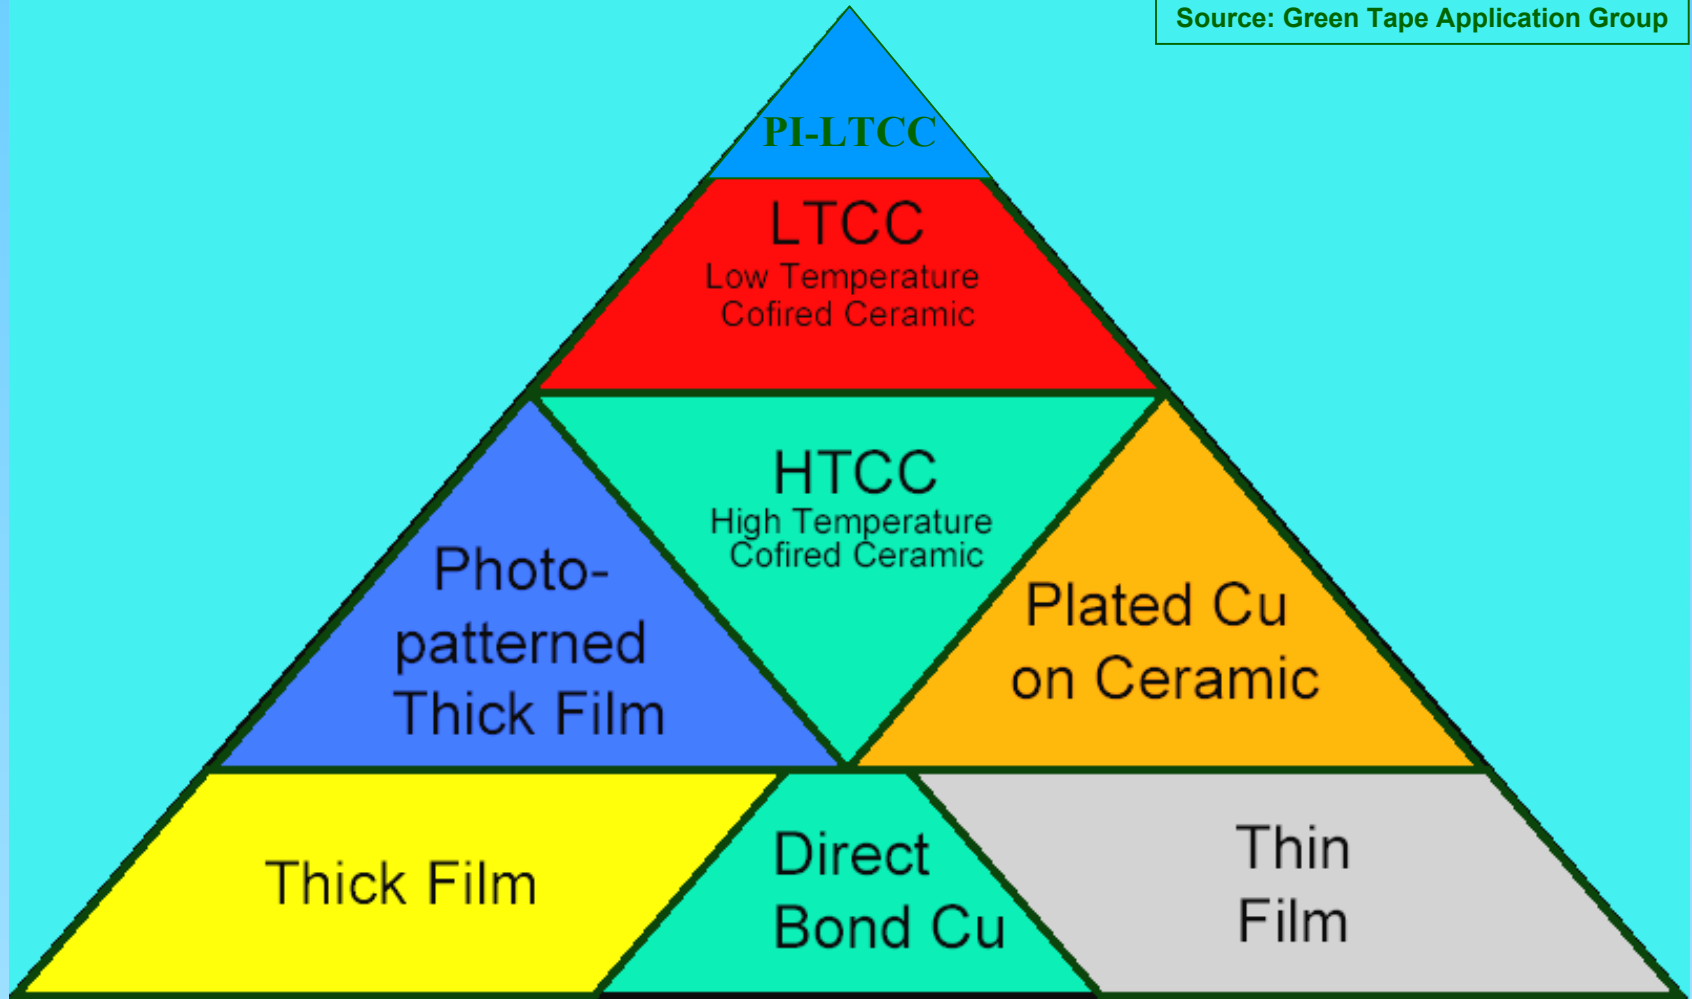 Source: Green Tape Application Group
PI-LTCC
LTCC
Low Temperature
Cofired Ceramic
HTCC
High Temperature
Cofired Ceramic
Photo-
patterned
Thick Film
Plated Cu
on Ceramic
Thick Film
Direct
Bond Cu
Thin
Film